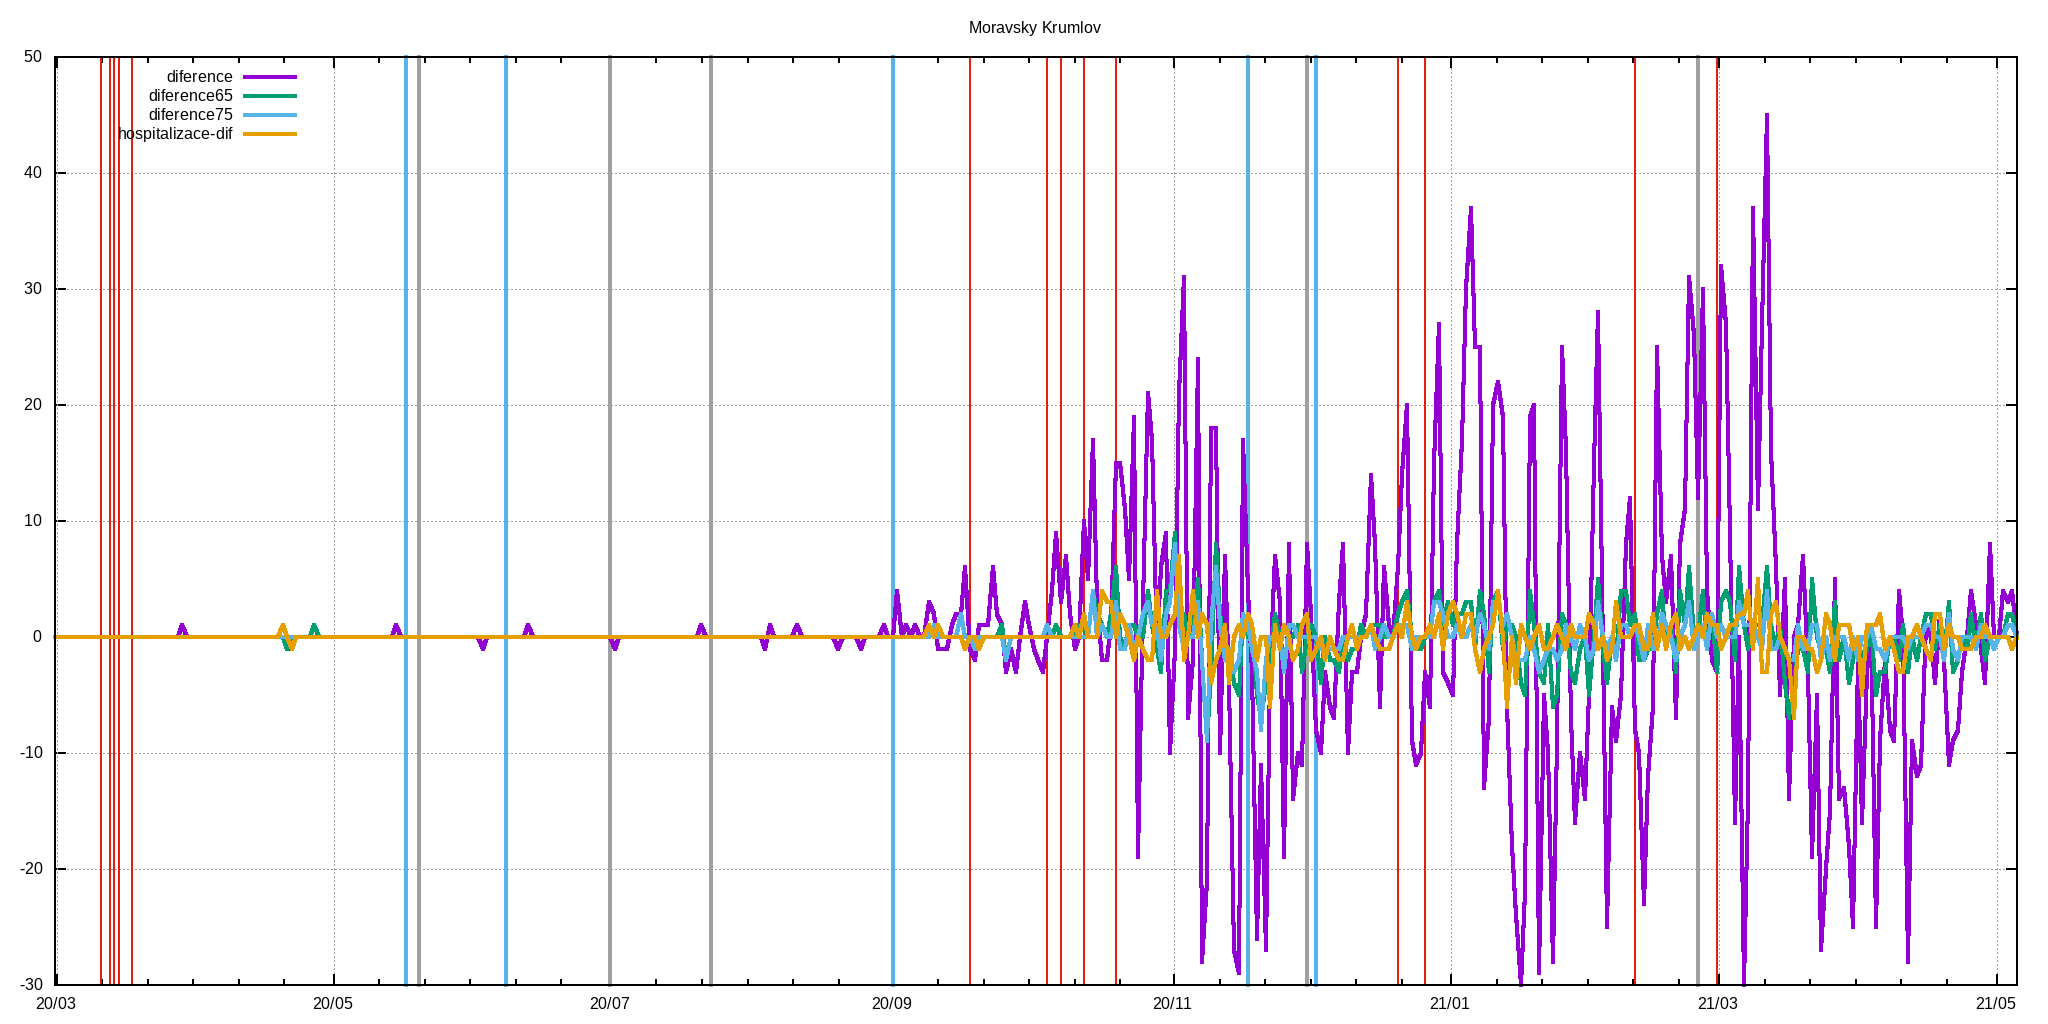 Moravsky Krumlov
50
40
30
20
10
0
-10
-20
-30
diference
diference65
diference75
hospitalizace-dif
20/03 20/05 20/07 20/09 20/11 21/01 21/03 21/05